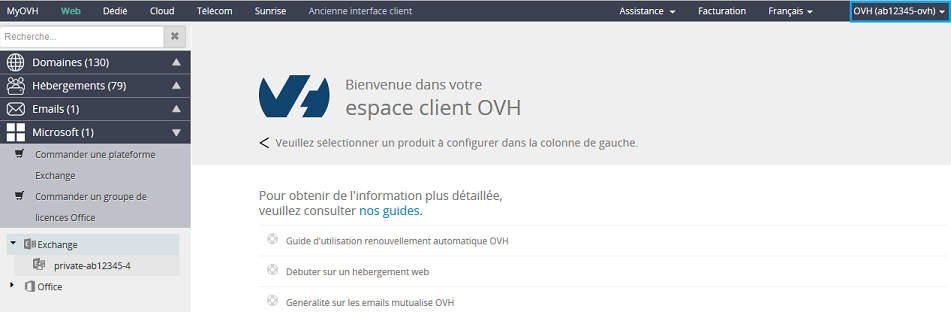 MyOVH Web Dédié Cloud Télécom Sunrise Ancienne interface client Assistance Facturation Français OVH (ab12345-ovh)
Recherche...
Domaines (130)
Hébergements (79)
Emails (1)
Microsoft (1)
Commander une plateforme
Exchange
Commander un groupe de
licences Office
Exchange
private-ab12345-4
Office
Bienvenue dans votre
espace client OVH
< Veuillez sélectionner un produit à configurer dans la colonne de gauche.
Pour obtenir de l'information plus détaillée,
veuillez consulter nos guides.
Guide d'utilisation renouvellement automatique OVH
Débuter sur un hébergement web
Généralité sur les emails mutualisé OVH